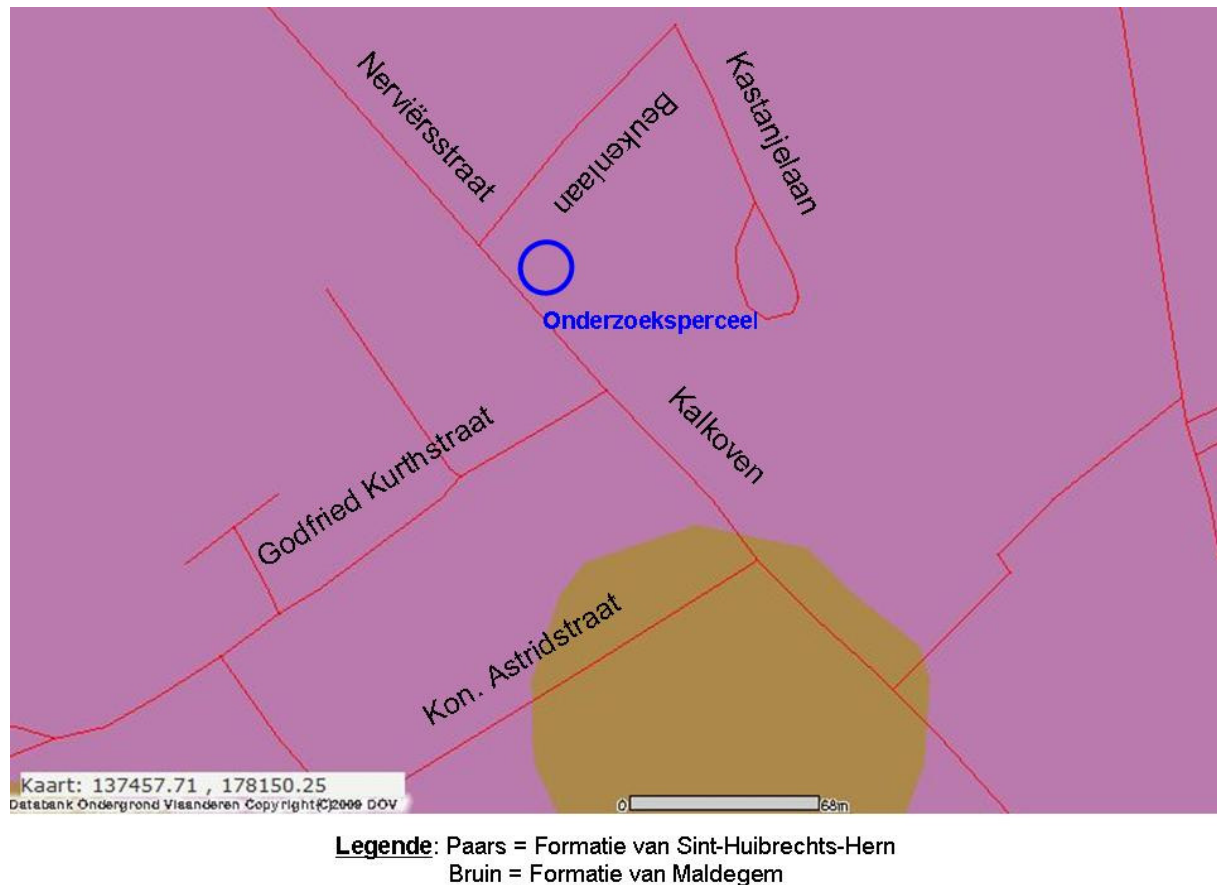 Nerviërsstraat
Beukenlaan
Kastanjelaan
Onderzoeksperceel
Kalkoven
Godfried Kurthstraat
Kon. Astridstraat
Kaart: 137457.71 , 178150.25
Databank Ondergrond Vlaanderen Copyright(C)2009 DOV
0 68m
Legende: Paars = Formatie van Sint-Huibrechts-Hern
Bruin = Formatie van Maldegem